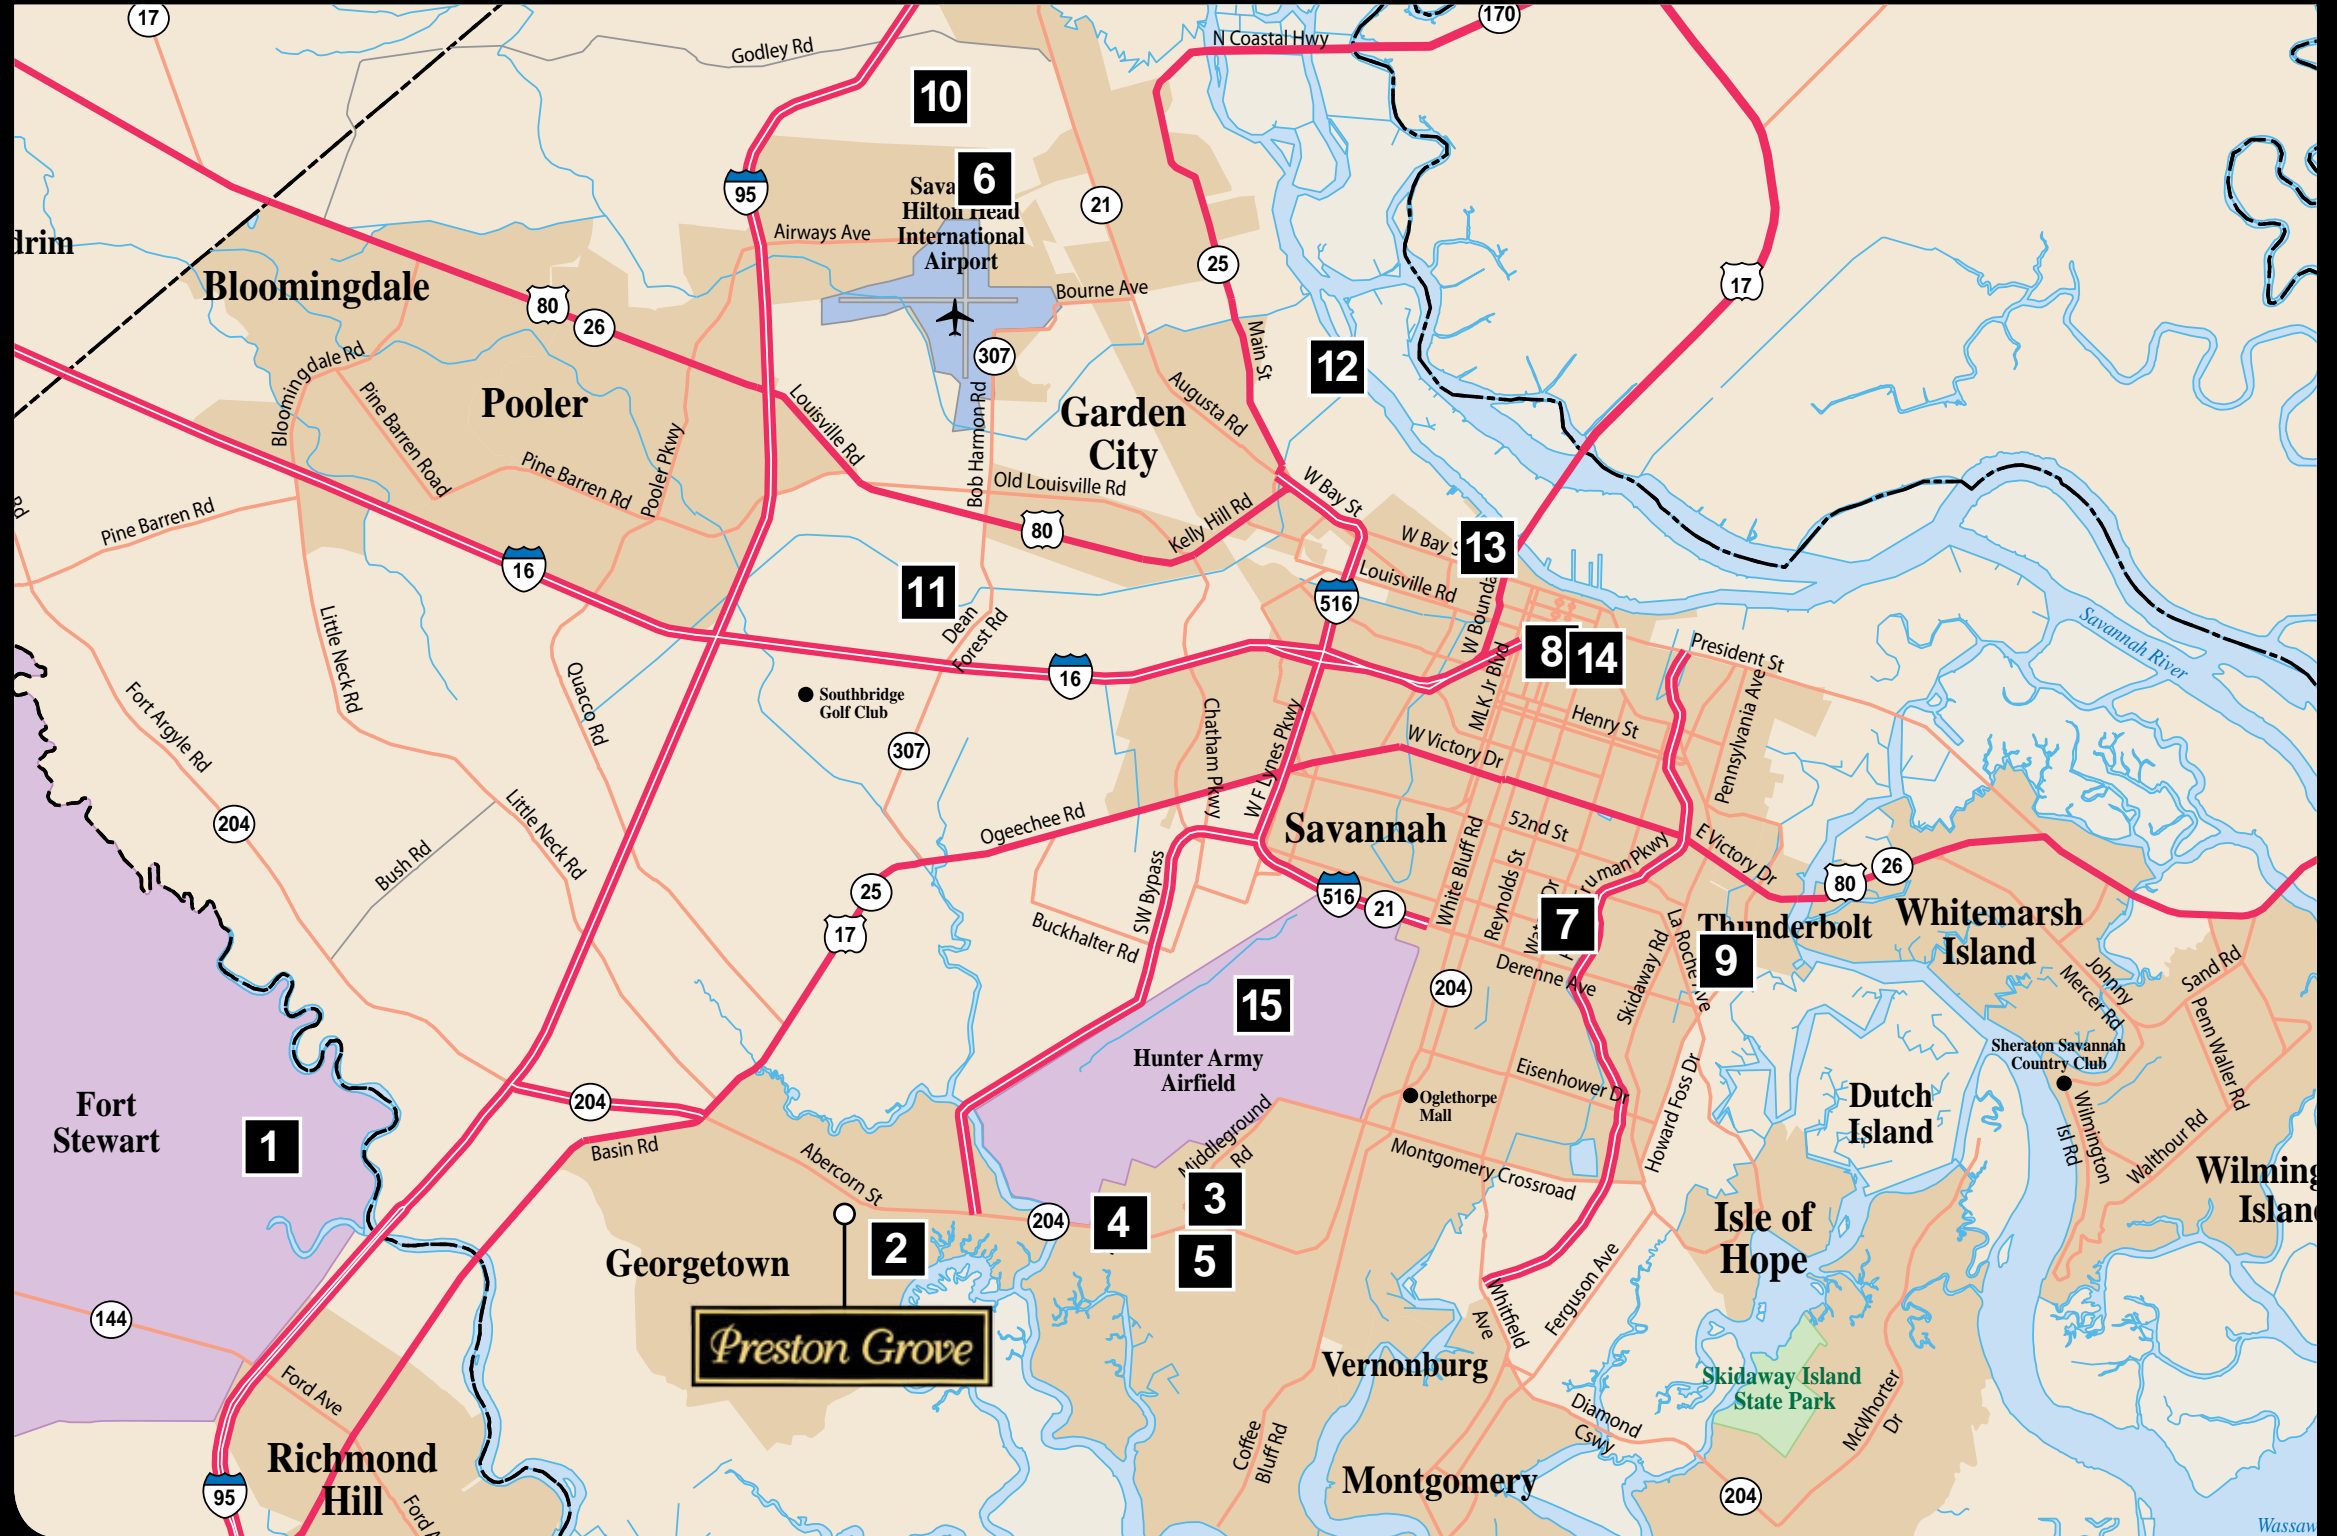 17
170
N Coastal Hwy
Godley Rd
10
6
95
Hilton Head
International
Airport
21
Airways Ave
25
17
drim
Bloomingdale
80
26
Bourne Ave
307
Main St
12
Bloomingdale Rd
Pine Barren Road
Pooler
Pooler Pkwy
Louisville Rd
Bob Harmon Rd
Garden
City
Augusta Rd
Pine Barren Rd
Old Louisville Rd
W Bay St
Rd
Pine Barren Rd
80
Kelly Hill Rd
W Bay S
13
16
11
Louisville Rd
516
W Bounda
Dean
Forest Rd
Little Neck Rd
16
8
14
President St
Savannah River
Southbridge
Golf Club
Quacco Rd
Fort Argyle Rd
307
Chatham Pkwy
W F Lynes Pkwy
MLK Jr Blvd
Henry St
W Victory Dr
Pennsylvania Ave
204
Little Neck Rd
Bush Rd
Ogeechee Rd
Savannah
52nd St
White Bluff Rd
Reynolds St
uman Pkwy
E Victory Dr
80
26
25
17
SW Bypass
Buckhalter Rd
516
21
7
Thunderbolt
Whitemarsh
Island
La Roche Ave
9
Skidaway Rd
Derenne Ave
204
15
Johnny
Mercer Rd
Sand Rd
Penn Waller Rd
Hunter Army
Airfield
Sheraton Savannah
Country Club
Fort
Stewart
1
204
Basin Rd
Abercorn St
Middleground
Rd
Oglethorpe
Mall
Eisenhower Dr
Howard Foss Dr
Dutch
Island
Wilmington
Isl Rd
Walthour Rd
Montgomery Crossroad
3
4
204
2
5
Georgetown
Isle of
Hope
Wilming
Islan
144
Preston Grove
Whitfield
Ave
Ferguson Ave
Vernonburg
Skidaway Island
State Park
McWhorter
Dr
Ford Ave
Diamond
Cswy
Coffee
Bluff Rd
Richmond
Hill
95
Ford A
Montgomery
204
Wassaw